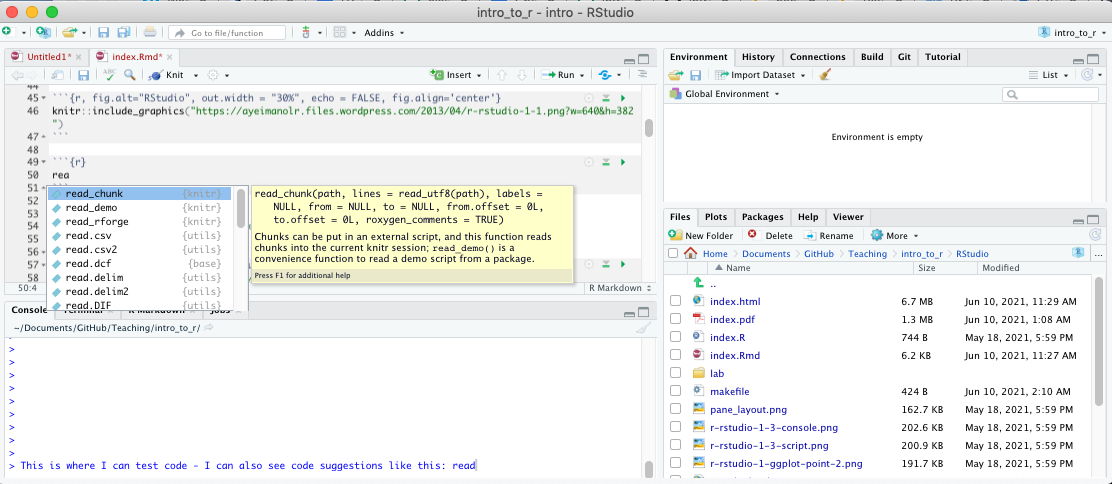 intro_to_r - intro - RStudio
Go to file/function
Addins
intro_to_r
Untitled1*
index.Rmd*
Knit
Insert
Run
44
45 ```{r, fig.alt="RStudio", out.width = "30%", echo = FALSE, fig.align='center'}
46 knitr::include_graphics("https://ayeimanolr.files.wordpress.com/2013/04/r-rstudio-1-1.png?w=640&h=382
")
47 ```
48
49 ```{r}
50 rea
51 ```
52
53
54
55
56
57
58
read_chunk {knitr}
read_demo {knitr}
read_rforge {knitr}
read.csv {utils}
read.csv2 {utils}
read.dcf {base}
read.delim {utils}
read.delim2 {utils}
read.DIF {utils}
read_chunk(path, lines = read_utf8(path), labels =
NULL, from = NULL, to = NULL, from.offset = 0L,
to.offset = 0L, roxygen_comments = TRUE)
Chunks can be put in an external script, and this function reads
chunks into the current knitr session; read_demo() is a
convenience function to read a demo script from a package.
Press F1 for additional help
50:4
R Markdown
Console Terminal R Markdown Jobs
~/Documents/GitHub/Teaching/intro_to_r/
>
>
>
>
>
>
>
>
>
> This is where I can test code - I can also see code suggestions like this: read
Environment History Connections Build Git Tutorial
Import Dataset
List
Global Environment
Environment is empty
Files Plots Packages Help Viewer
New Folder Delete Rename More
Home Documents GitHub Teaching intro_to_r RStudio
...
Name Size Modified
..
index.html 6.7 MB Jun 10, 2021, 11:29 AM
index.pdf 1.3 MB Jun 10, 2021, 1:08 AM
index.R 744 B May 18, 2021, 5:59 PM
index.Rmd 6.2 KB Jun 10, 2021, 11:27 AM
lab
makefile 424 B Jun 10, 2021, 2:10 AM
pane_layout.png 162.7 KB May 18, 2021, 5:59 PM
r-rstudio-1-3-console.png 202.6 KB May 18, 2021, 5:59 PM
r-rstudio-1-3-script.png 200.9 KB May 18, 2021, 5:59 PM
r-rstudio-1-ggplot-point-2.png 191.7 KB May 18, 2021, 5:59 PM